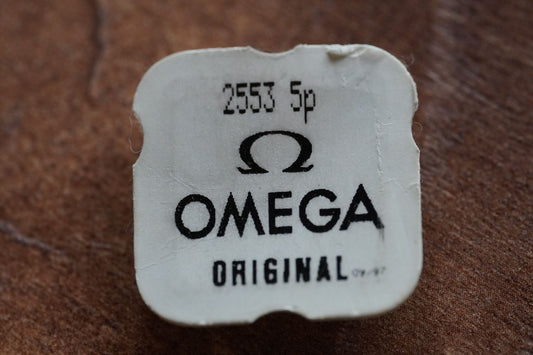 2553 5p
Ω
OMEGA
ORIGINAL